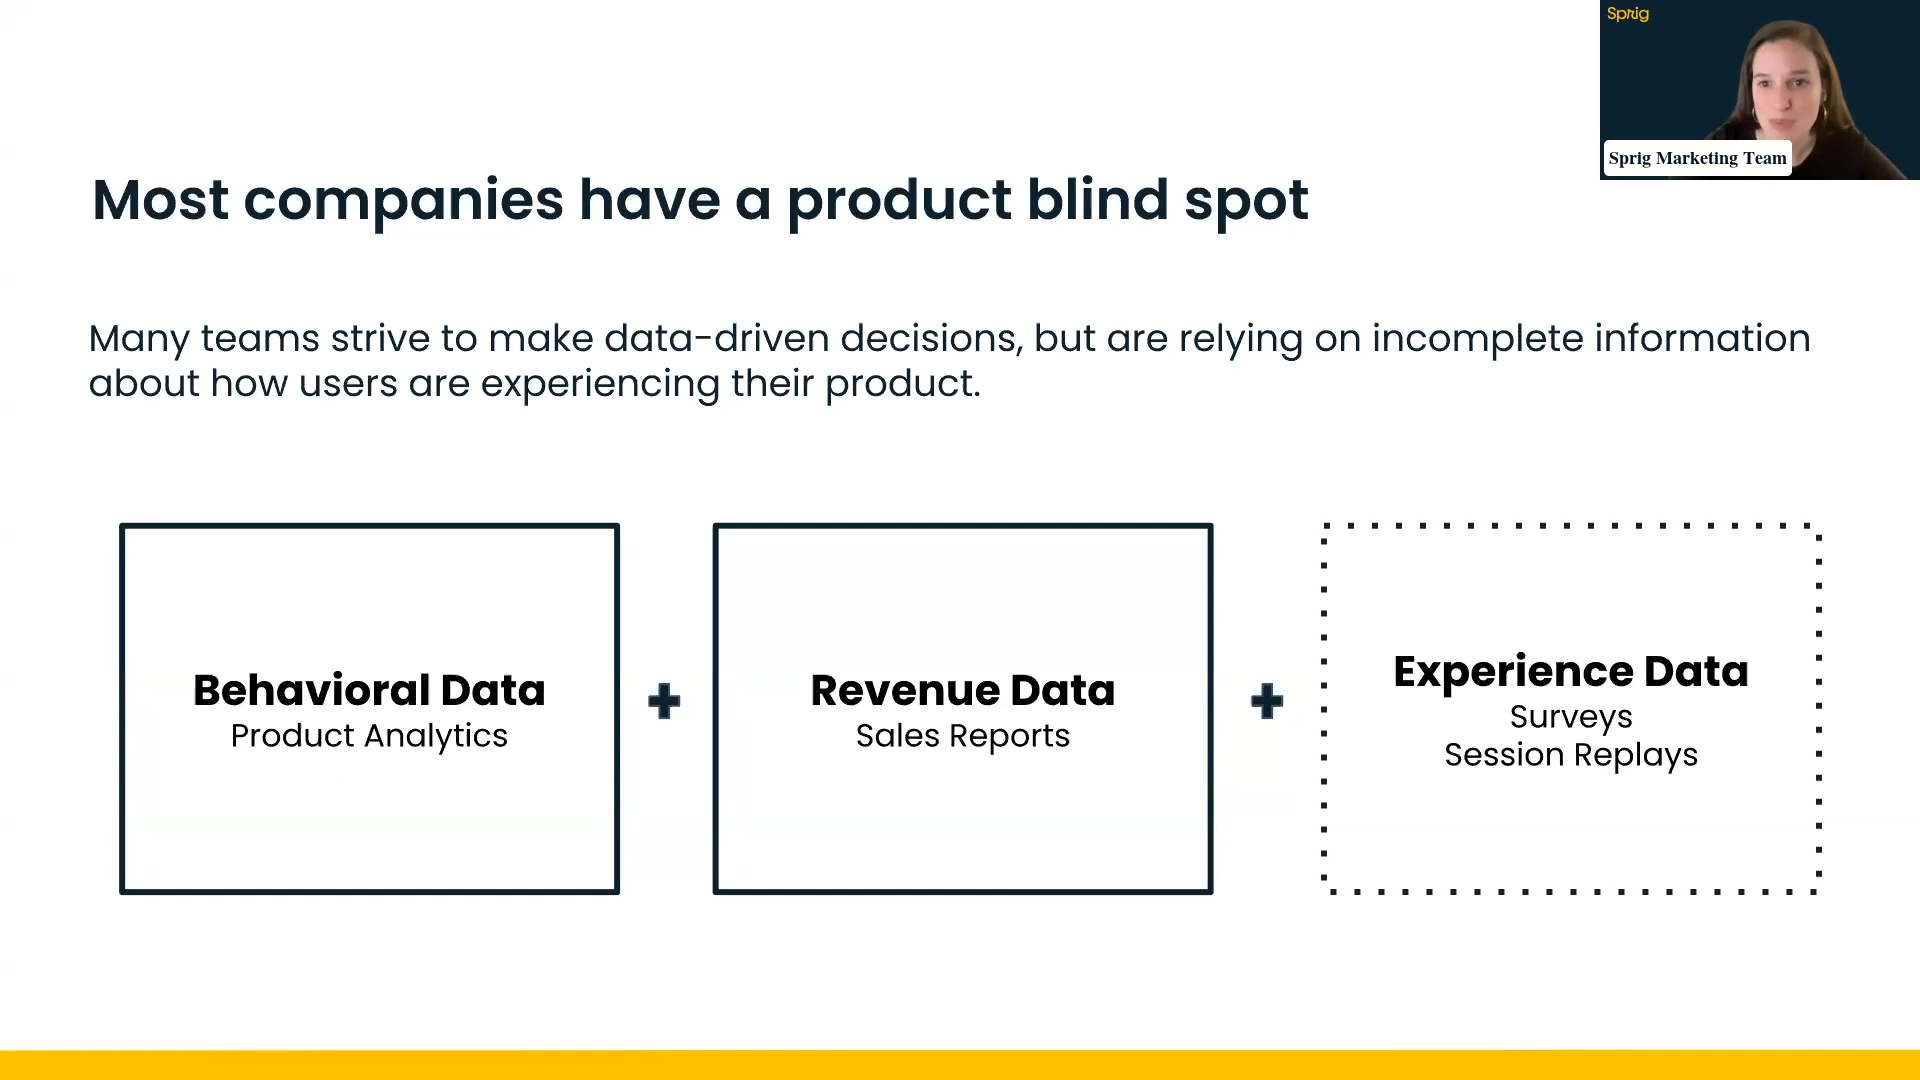 Sprig
Sprig Marketing Team
Most companies have a product blind spot
Many teams strive to make data-driven decisions, but are relying on incomplete information
about how users are experiencing their product.
Behavioral Data
Product Analytics
+
Revenue Data
Sales Reports
+
Experience Data
Surveys
Session Replays